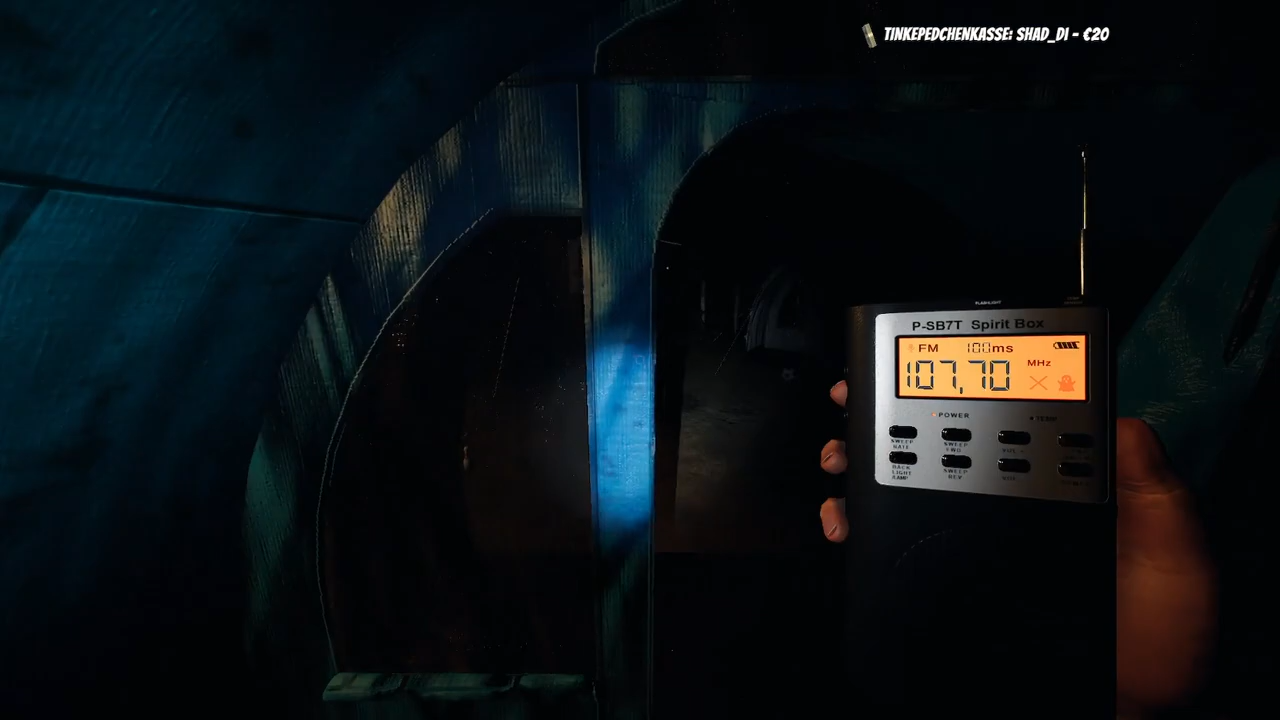 TINKEPEDCHENKASSE: SHAD_DI - €20
FLASHLIGHT
P-SB7T Spirit Box
FM 100ms
107,70 MHz
POWER
SWEEP RATE
SWEEP FWD
BACK LIGHT
SWEEP REV